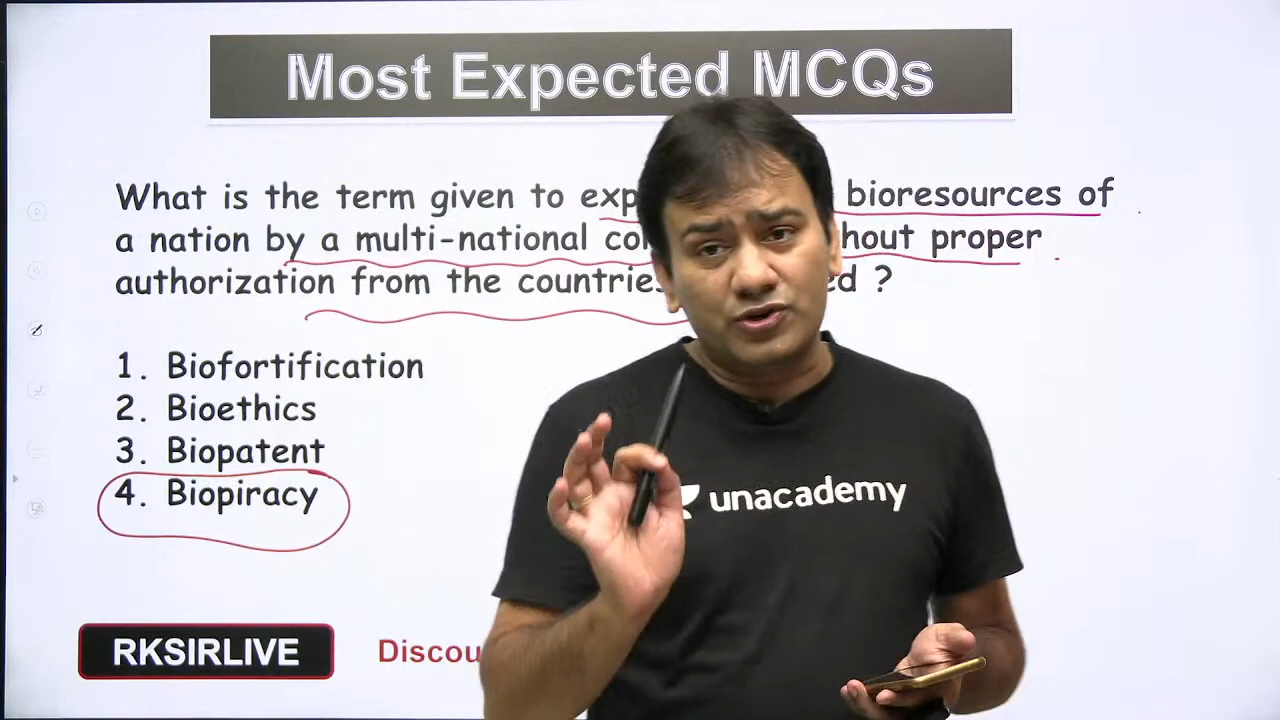 Most Expected MCQs
What is the term given to exp bioresources of
a nation by a multi-national co hout proper
authorization from the countries ed ?
1. Biofortification
2. Bioethics
3. Biopatent
4. Biopiracy
unacademy
RKSIRLIVE
Discou